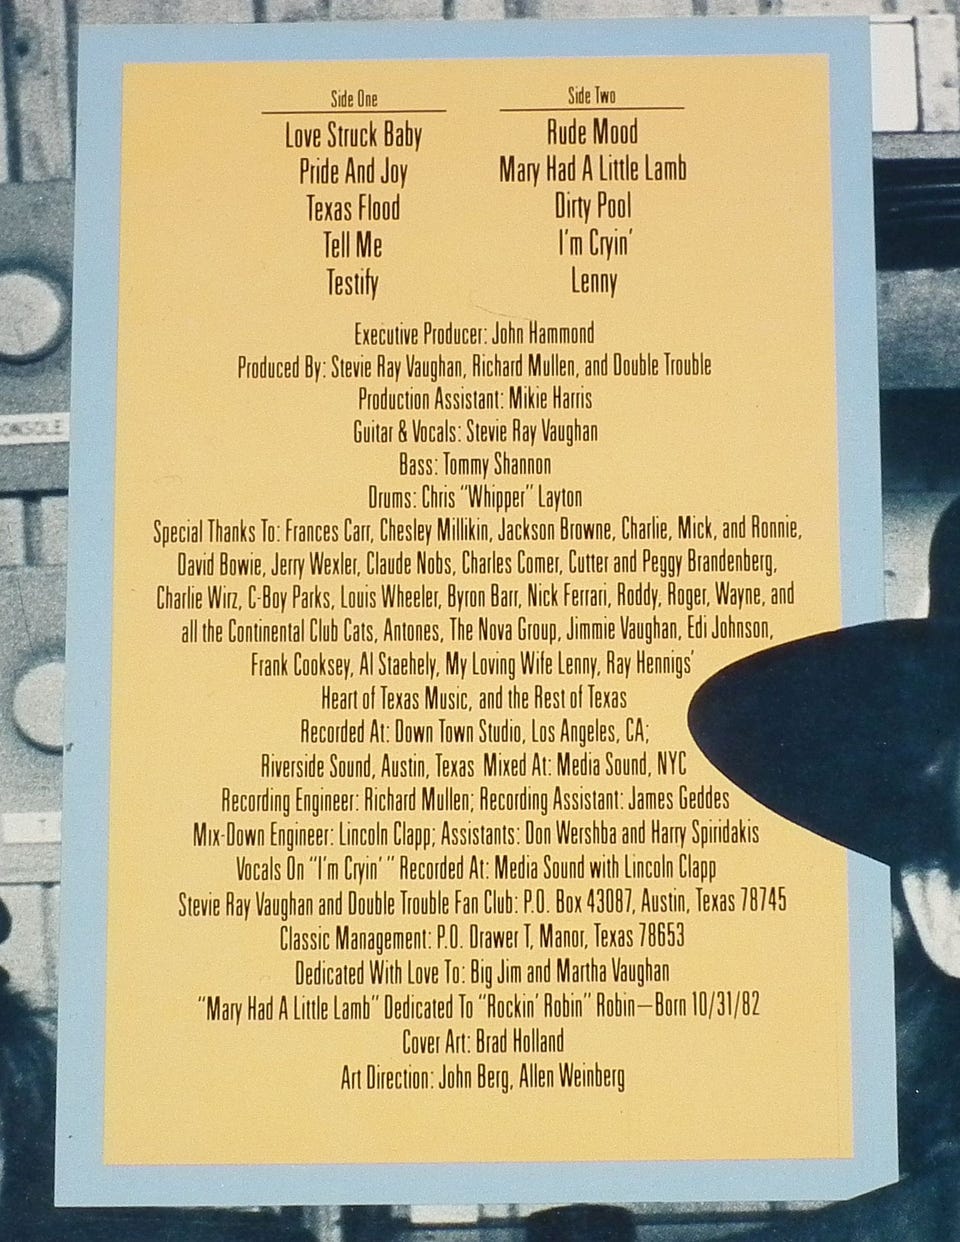 Side One
Love Struck Baby
Pride And Joy
Texas Flood
Tell Me
Testify
Side Two
Rude Mood
Mary Had A Little Lamb
Dirty Pool
I'm Cryin'
Lenny
Executive Producer: John Hammond
Produced By: Stevie Ray Vaughan, Richard Mullen, and Double Trouble
Production Assistant: Mikie Harris
Guitar & Vocals: Stevie Ray Vaughan
Bass: Tommy Shannon
Drums: Chris "Whipper" Layton
Special Thanks To: Frances Carr, Chesley Millikin, Jackson Browne, Charlie, Mick, and Ronnie,
David Bowie, Jerry Wexler, Claude Nobs, Charles Comer, Cutter and Peggy Brandenberg,
Charlie Wirz, C-Boy Parks, Louis Wheeler, Byron Barr, Nick Ferrari, Roddy, Roger, Wayne, and
all the Continental Club Cats, Antones, The Nova Group, Jimmie Vaughan, Edi Johnson,
Frank Cooksey, Al Staehely, My Loving Wife Lenny, Ray Hennigs'
Heart of Texas Music, and the Rest of Texas
Recorded At: Down Town Studio, Los Angeles, CA;
Riverside Sound, Austin, Texas Mixed At: Media Sound, NYC
Recording Engineer: Richard Mullen; Recording Assistant: James Geddes
Mix-Down Engineer: Lincoln Clapp; Assistants: Don Wershba and Harry Spiridakis
Vocals On "I'm Cryin' " Recorded At: Media Sound with Lincoln Clapp
Stevie Ray Vaughan and Double Trouble Fan Club: P.O. Box 43087, Austin, Texas 78745
Classic Management: P.O. Drawer T, Manor, Texas 78653
Dedicated With Love To: Big Jim and Martha Vaughan
"Mary Had A Little Lamb" Dedicated To "Rockin' Robin" Robin—Born 10/31/82
Cover Art: Brad Holland
Art Direction: John Berg, Allen Weinberg